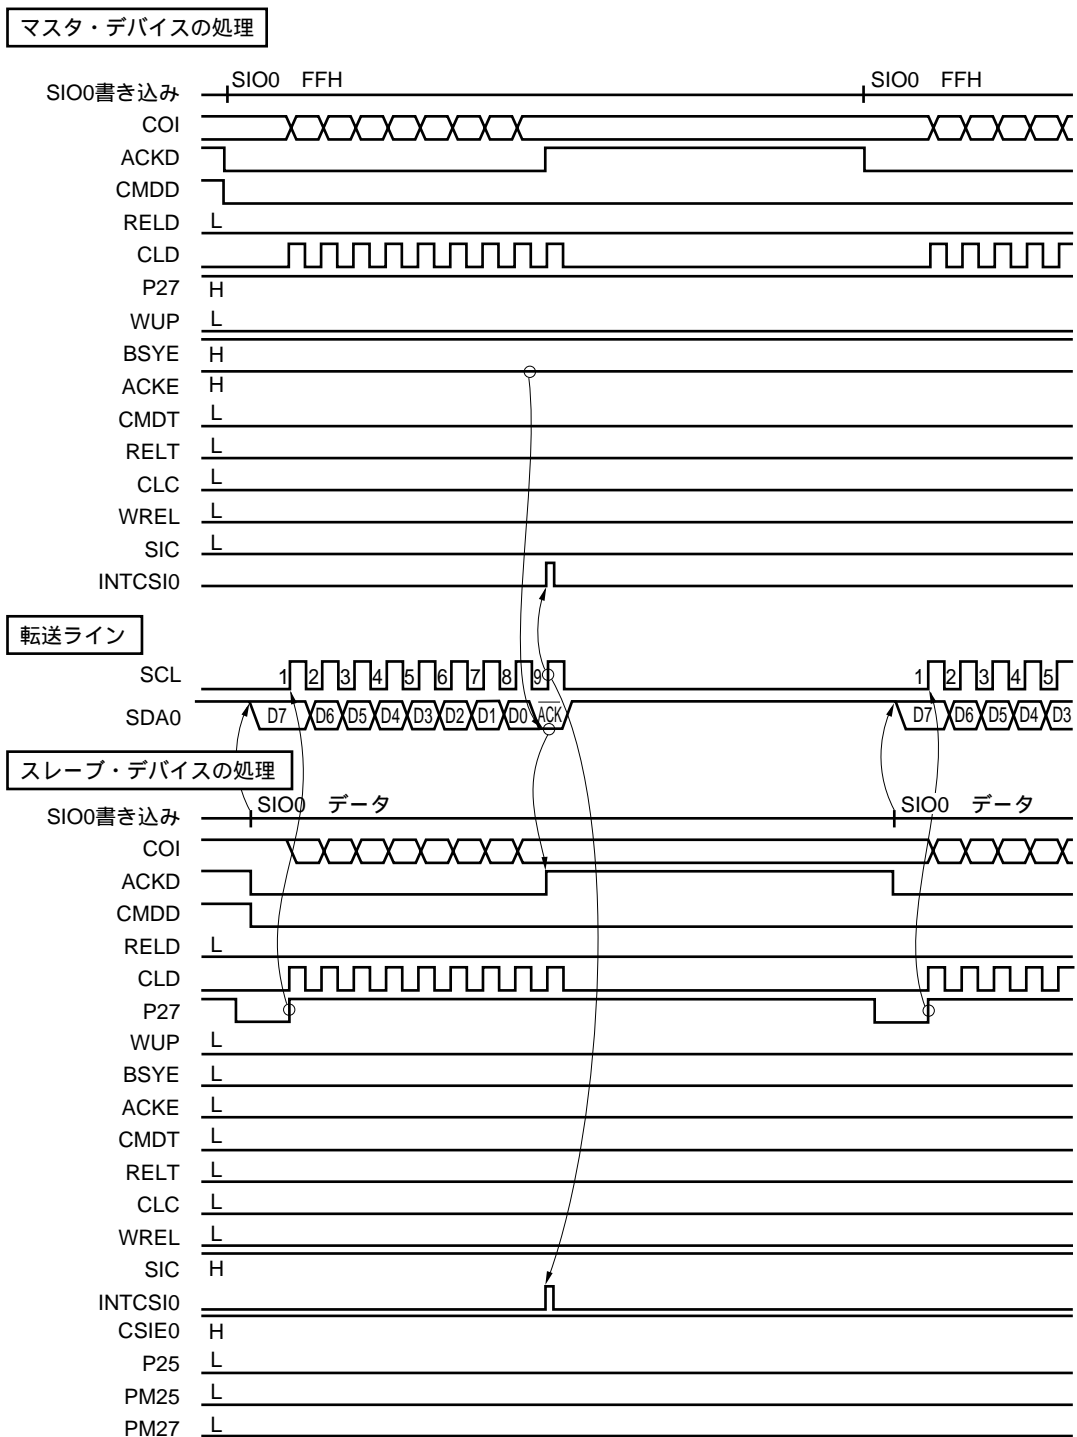 マスタ・デバイスの処理
SIO0書き込み SIO0 FFH SIO0 FFH
COI
ACKD
CMDD
RELD L
CLD
P27 H
WUP L
BSYE H
ACKE H
CMDT L
RELT L
CLC L
WREL L
SIC L
INTCSI0
転送ライン
SCL 1 2 3 4 5 6 7 8 9 1 2 3 4 5
SDA0 D7 D6 D5 D4 D3 D2 D1 D0 ACK D7 D6 D5 D4 D3
スレーブ・デバイスの処理
SIO0書き込み SIO0 データ SIO0 データ
COI
ACKD
CMDD
RELD L
CLD
P27
WUP L
BSYE L
ACKE L
CMDT L
RELT L
CLC L
WREL L
SIC H
INTCSI0
CSIE0 H
P25 L
PM25 L
PM27 L